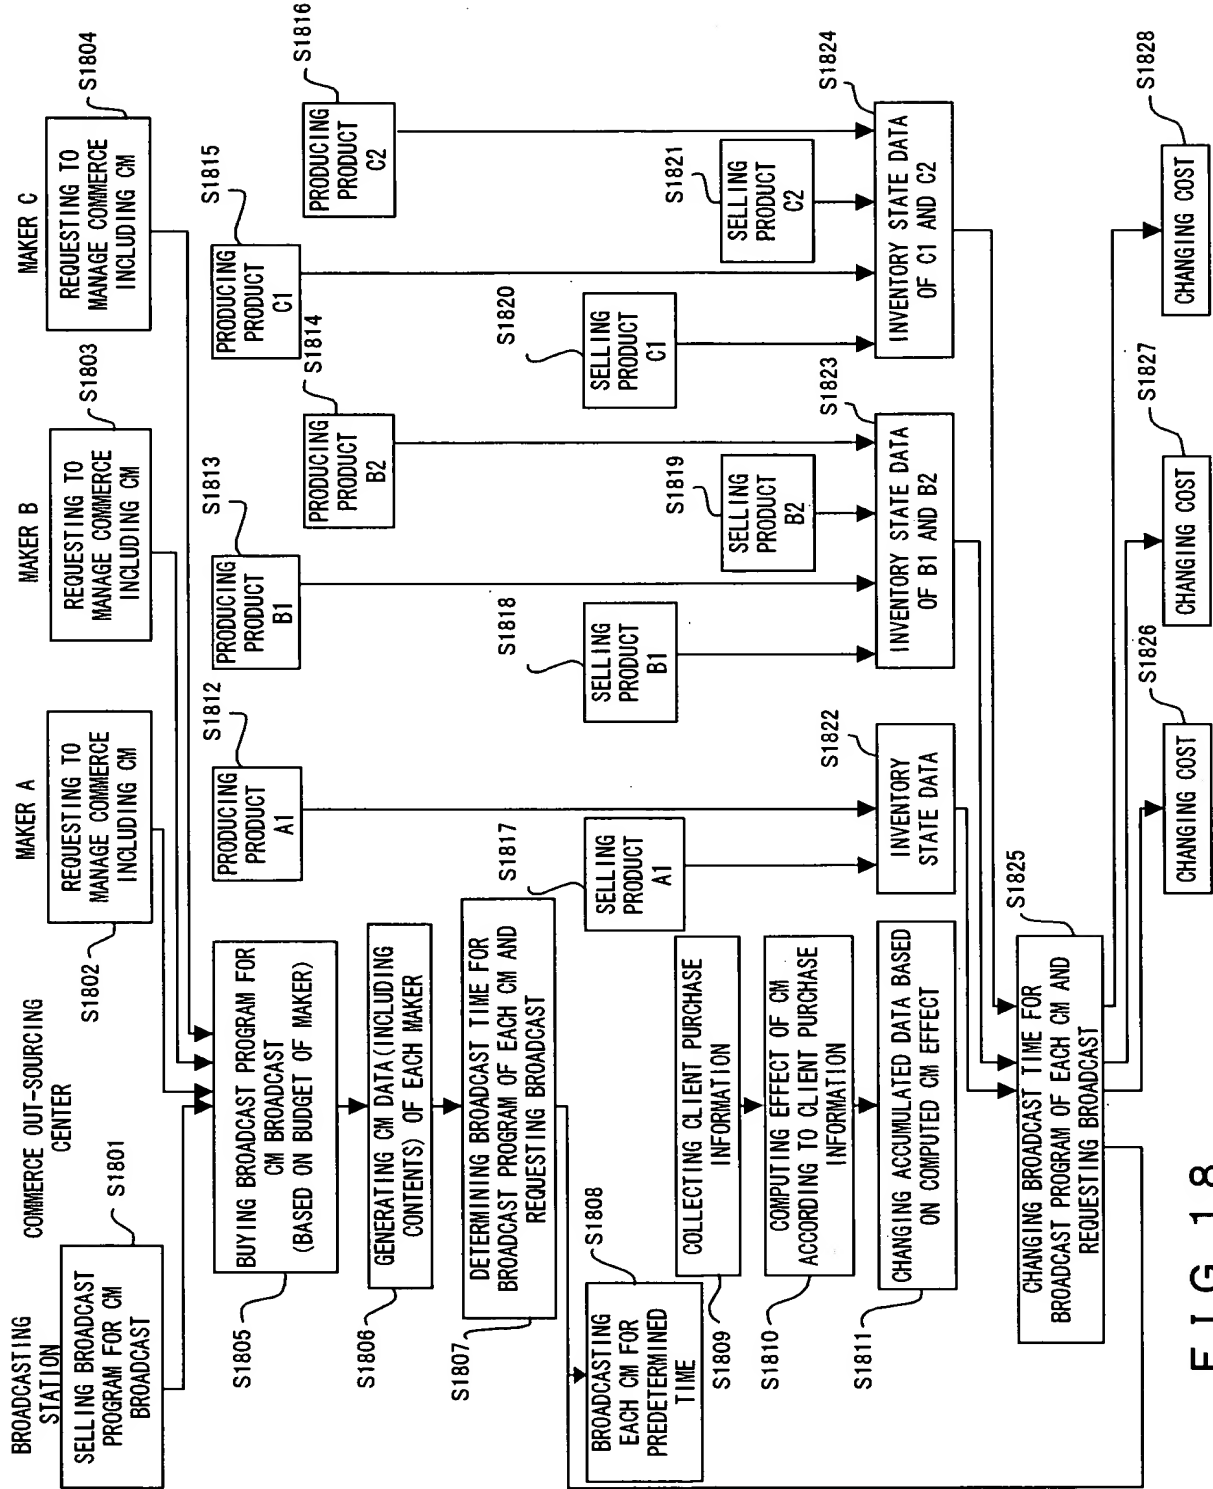 BROADCASTING
STATION
COMMERCE OUT-SOURCING
CENTER
MAKER A
MAKER B
MAKER C
SELLING BROADCAST
PROGRAM FOR CM
BROADCAST
S1801
REQUESTING TO
MANAGE COMMERCE
INCLUDING CM
S1802
REQUESTING TO
MANAGE COMMERCE
INCLUDING CM
S1803
REQUESTING TO
MANAGE COMMERCE
INCLUDING CM
S1804
BUYING BROADCAST PROGRAM FOR
CM BROADCAST
(BASED ON BUDGET OF MAKER)
S1805
GENERATING CM DATA(INCLUDING
CONTENTS) OF EACH MAKER
S1806
DETERMINING BROADCAST TIME FOR
BROADCAST PROGRAM OF EACH CM AND
REQUESTING BROADCAST
S1807
BROADCASTING
EACH CM FOR
PREDETERMINED
TIME
S1808
COLLECTING CLIENT PURCHASE
INFORMATION
S1809
COMPUTING EFFECT OF CM
ACCORDING TO CLIENT PURCHASE
INFORMATION
S1810
CHANGING ACCUMULATED DATA BASED
ON COMPUTED CM EFFECT
S1811
PRODUCING
PRODUCT
A1
S1812
PRODUCING
PRODUCT
B1
S1813
PRODUCING
PRODUCT
B2
S1814
PRODUCING
PRODUCT
C1
S1815
PRODUCING
PRODUCT
C2
S1816
SELLING
PRODUCT
A1
S1817
SELLING
PRODUCT
B1
S1818
SELLING
PRODUCT
B2
S1819
SELLING
PRODUCT
C1
S1820
SELLING
PRODUCT
C2
S1821
INVENTORY
STATE DATA
S1822
INVENTORY STATE DATA
OF B1 AND B2
S1823
INVENTORY STATE DATA
OF C1 AND C2
S1824
CHANGING BROADCAST TIME FOR
BROADCAST PROGRAM OF EACH CM AND
REQUESTING BROADCAST
S1825
CHANGING COST
S1826
CHANGING COST
S1827
CHANGING COST
S1828
FIG. 18